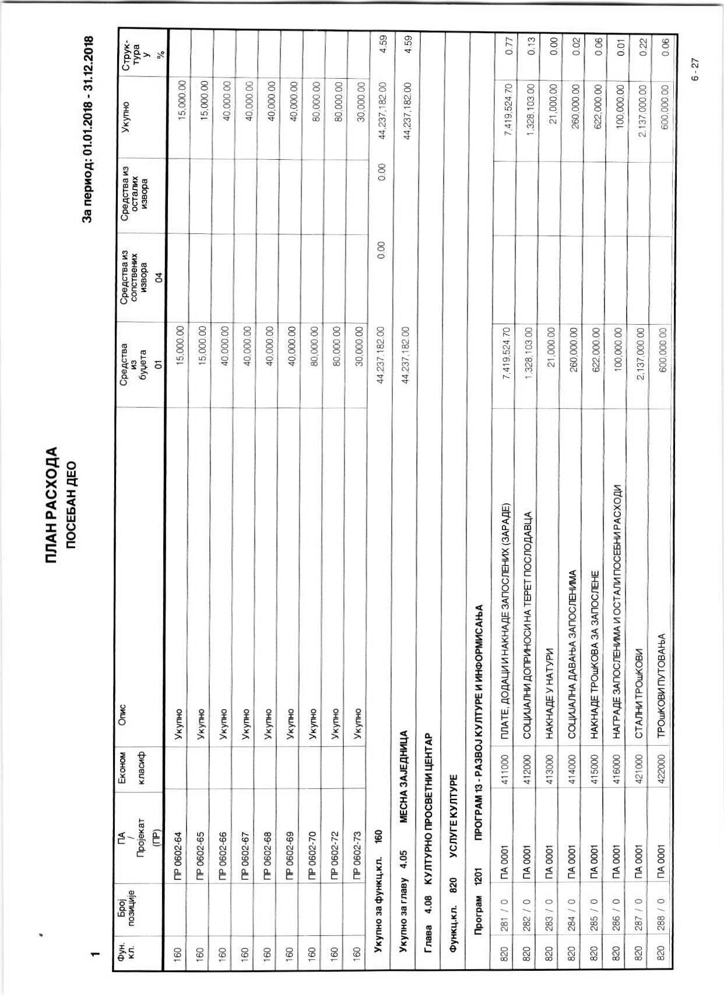 ПЛАН РАСХОДА
ПОСЕБАН ДЕО
1 За период: 01.01.2018 - 31.12.2018
Фун. кл. Број позиције ПА / Пројекат (ПР) Економ класиф Опис Средства из буџета 01 Средства из сопствених извора 04 Средства из осталих извора Укупно Струк- тура у %
160 ПР 0602-64 Укупно 15,000.00 15,000.00
160 ПР 0602-65 Укупно 15,000.00 15,000.00
160 ПР 0602-66 Укупно 40,000.00 40,000.00
160 ПР 0602-67 Укупно 40,000.00 40,000.00
160 ПР 0602-68 Укупно 40,000.00 40,000.00
160 ПР 0602-69 Укупно 40,000.00 40,000.00
160 ПР 0602-70 Укупно 80,000.00 80,000.00
160 ПР 0602-72 Укупно 80,000.00 80,000.00
160 ПР 0602-73 Укупно 30,000.00 30,000.00
Укупно за функц.кл. 160 44,237,182.00 0.00 0.00 44,237,182.00 4.59
Укупно за главу 4.05 МЕСНА ЗАЈЕДНИЦА 44,237,182.00 44,237,182.00 4.59
Глава 4.08 КУЛТУРНО ПРОСВЕТНИ ЦЕНТАР
Функц.кл. 820 УСЛУГЕ КУЛТУРЕ
Програм 1201 ПРОГРАМ 13 - РАЗВОЈ КУЛТУРЕ И ИНФОРМИСАЊА
820 281 / 0 ПА 0001 411000 ПЛАТЕ, ДОДАЦИ И НАКНАДЕ ЗАПОСЛЕНИХ (ЗАРАДЕ) 7,419,524.70 7,419,524.70 0.77
820 282 / 0 ПА 0001 412000 СОЦИЈАЛНИ ДОПРИНОСИ НА ТЕРЕТ ПОСЛОДАВЦА 1,328,103.00 1,328,103.00 0.13
820 283 / 0 ПА 0001 413000 НАКНАДЕ У НАТУРИ 21,000.00 21,000.00 0.00
820 284 / 0 ПА 0001 414000 СОЦИЈАЛНА ДАВАЊА ЗАПОСЛЕНИМА 260,000.00 260,000.00 0.02
820 285 / 0 ПА 0001 415000 НАКНАДЕ ТРОшКОВА ЗА ЗАПОСЛЕНЕ 622,000.00 622,000.00 0.06
820 286 / 0 ПА 0001 416000 НАГРАДЕ ЗАПОСЛЕНИМА И ОСТАЛИ ПОСЕБНИ РАСХОДИ 100,000.00 100,000.00 0.01
820 287 / 0 ПА 0001 421000 СТАЛНИ ТРОшКОВИ 2,137,000.00 2,137,000.00 0.22
820 288 / 0 ПА 0001 422000 ТРОшКОВИ ПУТОВАЊА 600,000.00 600,000.00 0.06
6 - 27